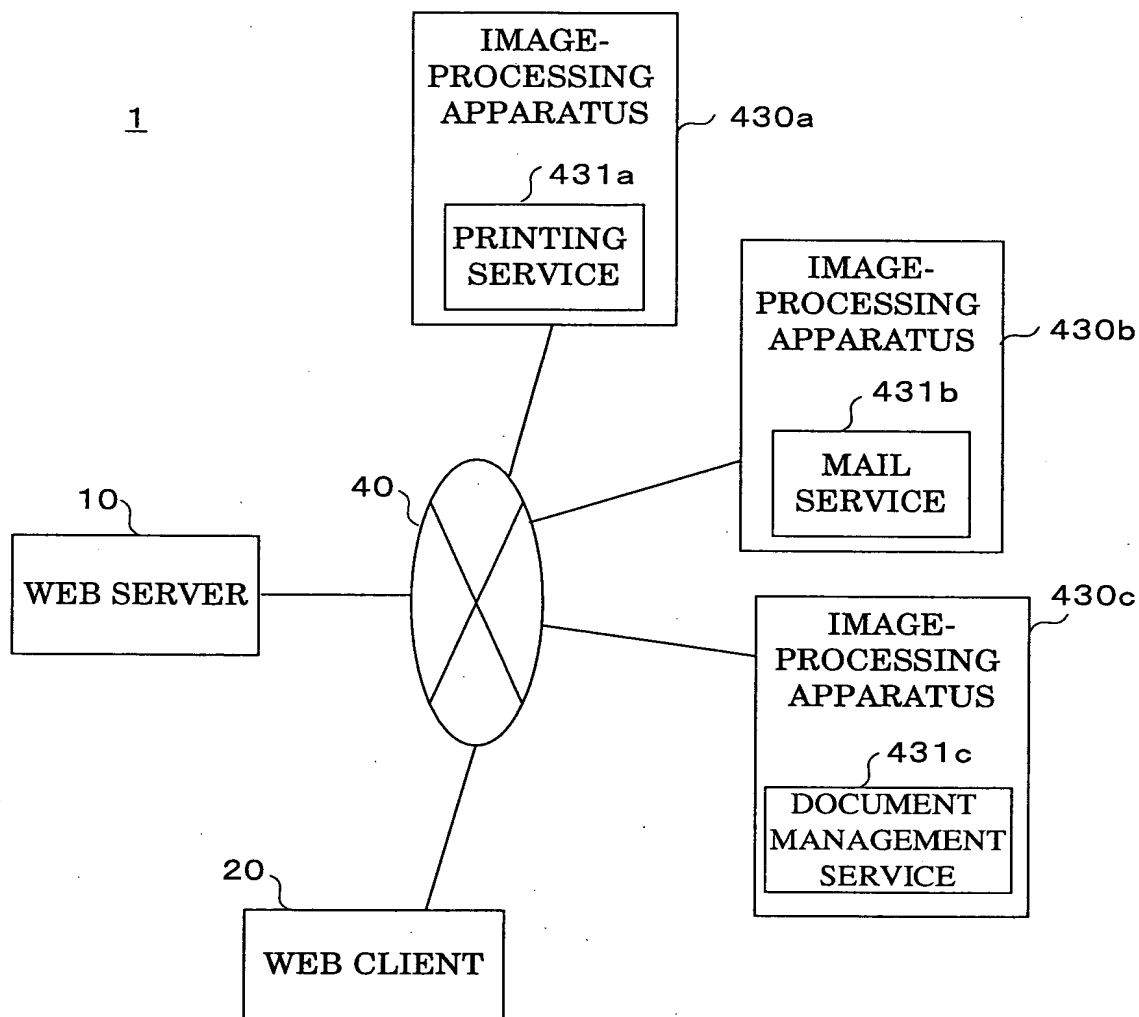 1
IMAGE-
PROCESSING
APPARATUS
430a
431a
PRINTING
SERVICE
IMAGE-
PROCESSING
APPARATUS
430b
431b
MAIL
SERVICE
10
WEB SERVER
40
430c
IMAGE-
PROCESSING
APPARATUS
431c
DOCUMENT
MANAGEMENT
SERVICE
20
WEB CLIENT